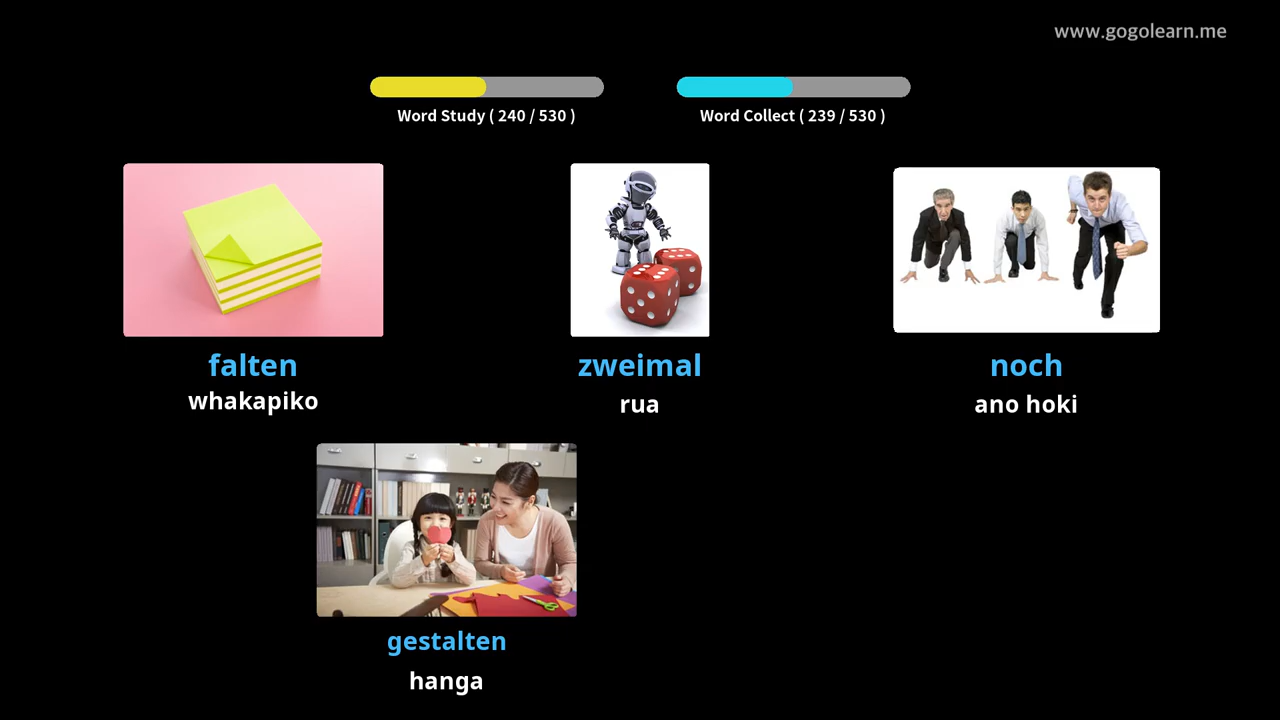 www.gogolearn.me
Word Study ( 240 / 530 )
Word Collect ( 239 / 530 )
falten
whakapiko
zweimal
rua
noch
ano hoki
gestalten
hanga